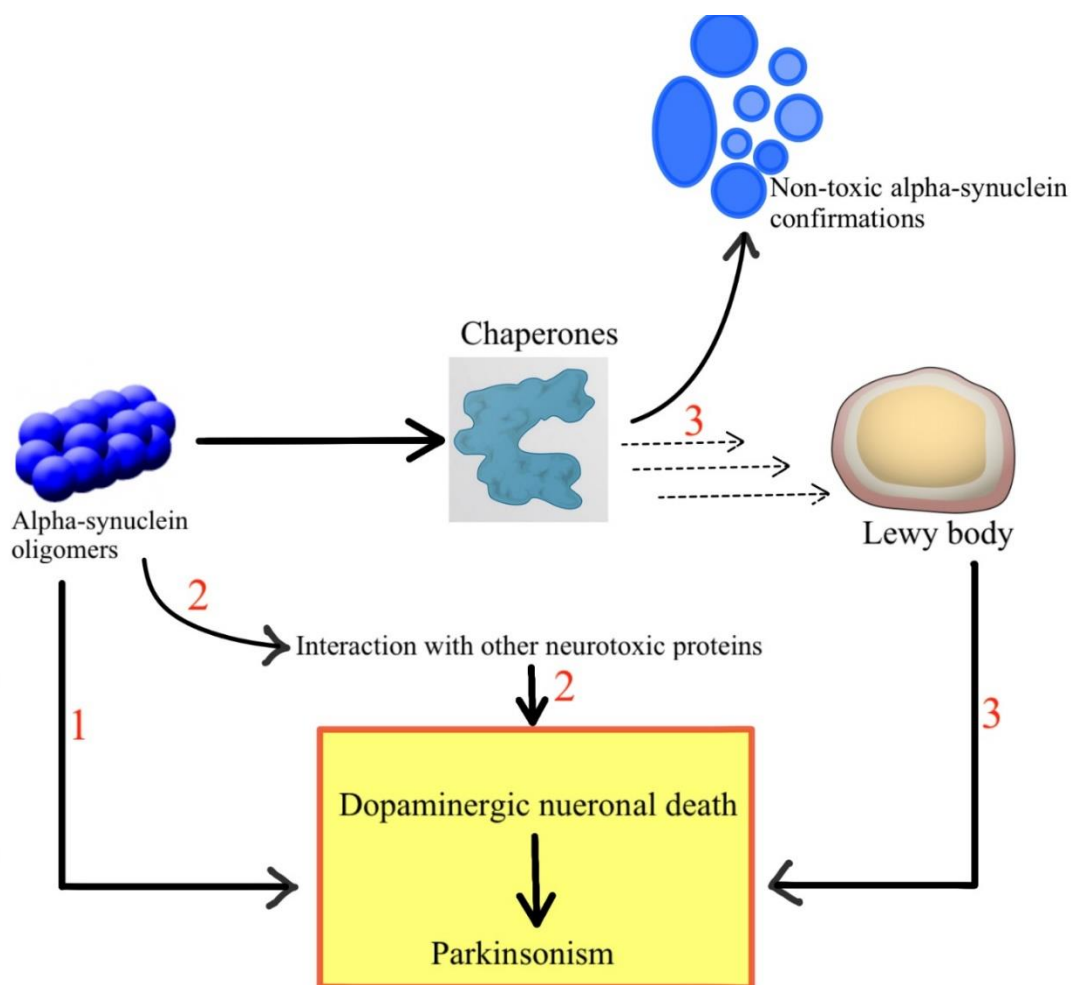 Non-toxic alpha-synuclein
confirmations
Chaperones
3
Alpha-synuclein
oligomers
Lewy body
2
Interaction with other neurotoxic proteins
2
1
3
Dopaminergic nueronal death
Parkinsonism